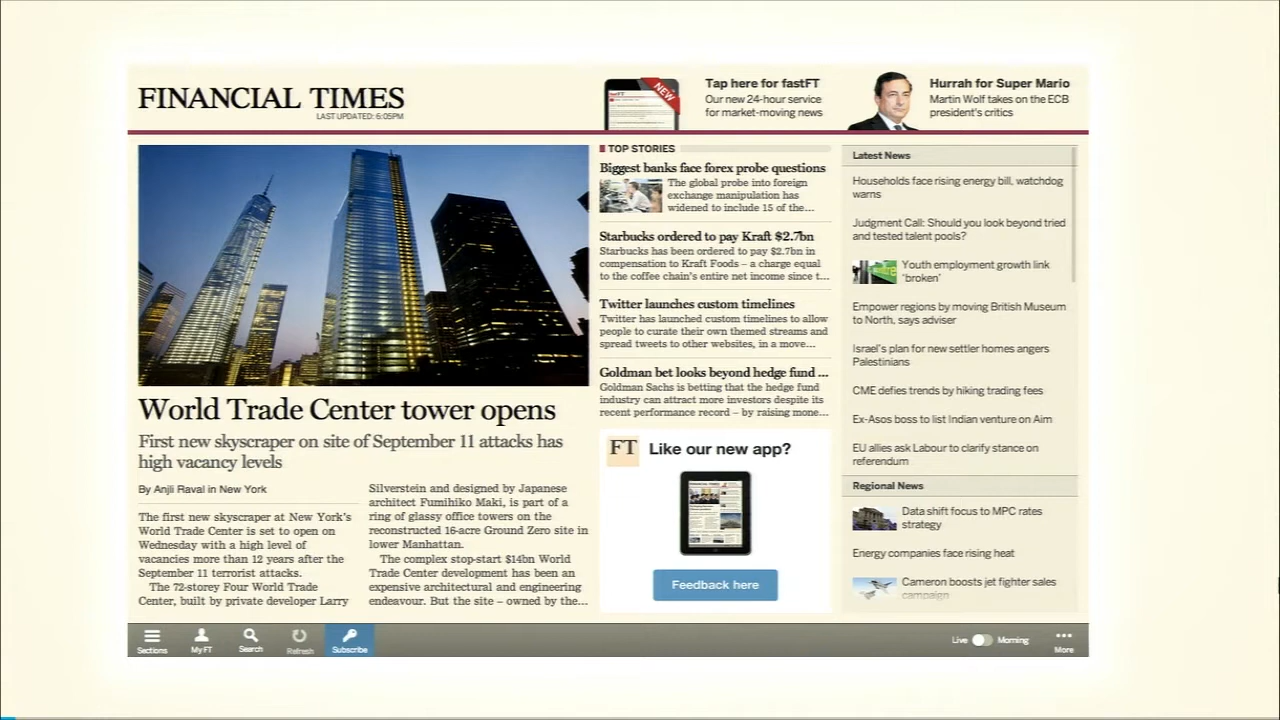 FINANCIAL TIMES
LAST UPDATED: 6:05PM
NEW
Tap here for fastFT
Our new 24-hour service
for market-moving news
Hurrah for Super Mario
Martin Wolf takes on the ECB
president's critics
World Trade Center tower opens
First new skyscraper on site of September 11 attacks has
high vacancy levels
By Anjli Raval in New York
The first new skyscraper at New York's
World Trade Center is set to open on
Wednesday with a high level of
vacancies more than 12 years after the
September 11 terrorist attacks.
The 72-storey Four World Trade
Center, built by private developer Larry
Silverstein and designed by Japanese
architect Fumihiko Maki, is part of a
ring of glassy office towers on the
reconstructed 16-acre Ground Zero site in
lower Manhattan.
The complex stop-start $14bn World
Trade Center development has been an
expensive architectural and engineering
endeavour. But the site – owned by the...
TOP STORIES
Biggest banks face forex probe questions
The global probe into foreign
exchange manipulation has
widened to include 15 of the...
Starbucks ordered to pay Kraft $2.7bn
Starbucks has been ordered to pay $2.7bn in
compensation to Kraft Foods – a charge equal
to the coffee chain's entire net income since t...
Twitter launches custom timelines
Twitter has launched custom timelines to allow
people to curate their own themed streams and
spread tweets to other websites, in a move...
Goldman bet looks beyond hedge fund ...
Goldman Sachs is betting that the hedge fund
industry can attract more investors despite its
recent performance record – by raising mone...
FT Like our new app?
Feedback here
Latest News
Households face rising energy bill, watchdog
warns
Judgment Call: Should you look beyond tried
and tested talent pools?
Youth employment growth link
'broken'
Empower regions by moving British Museum
to North, says adviser
Israel's plan for new settler homes angers
Palestinians
CME defies trends by hiking trading fees
Ex-Asos boss to list Indian venture on Aim
EU allies ask Labour to clarify stance on
referendum
Regional News
Data shift focus to MPC rates
strategy
Energy companies face rising heat
Cameron boosts jet fighter sales
campaign
Sections
My FT
Search
Refresh
Subscribe
Live
Morning
More